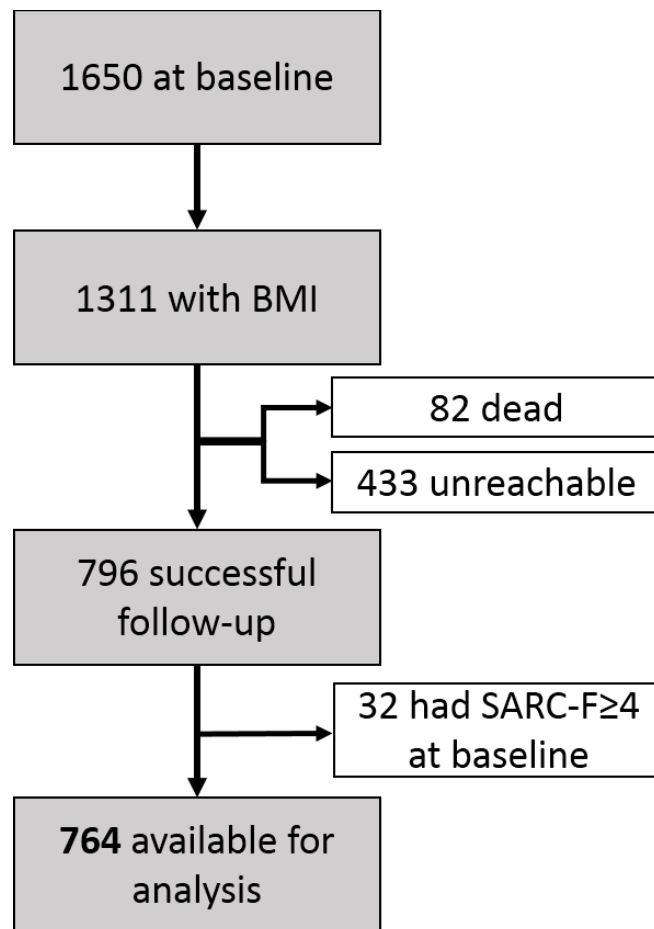 1650 at baseline
1311 with BMI
82 dead
433 unreachable
796 successful
follow-up
32 had SARC-F≥4
at baseline
764 available for
analysis